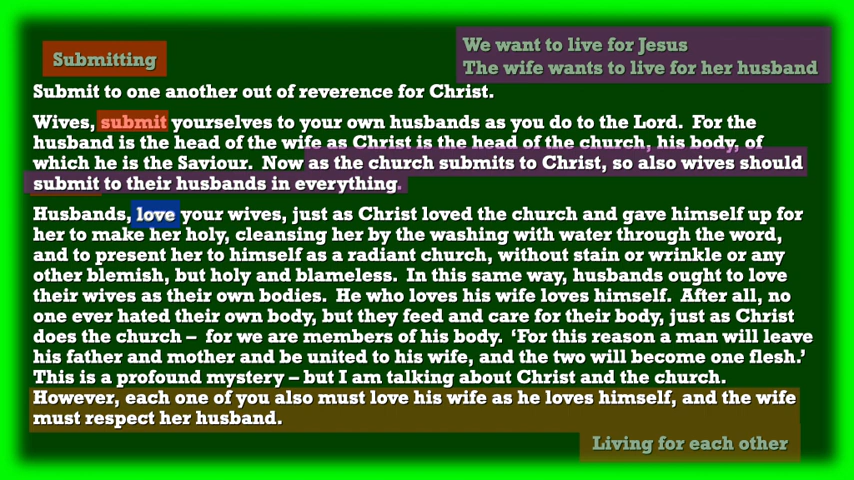 Submitting
We want to live for Jesus
The wife wants to live for her husband
Submit to one another out of reverence for Christ.
Wives, submit yourselves to your own husbands as you do to the Lord.  For the
husband is the head of the wife as Christ is the head of the church, his body, of
which he is the Saviour.  Now as the church submits to Christ, so also wives should
submit to their husbands in everything.
Husbands, love your wives, just as Christ loved the church and gave himself up for
her to make her holy, cleansing her by the washing with water through the word,
and to present her to himself as a radiant church, without stain or wrinkle or any
other blemish, but holy and blameless.  In this same way, husbands ought to love
their wives as their own bodies.  He who loves his wife loves himself.  After all, no
one ever hated their own body, but they feed and care for their body, just as Christ
does the church –  for we are members of his body.  ‘For this reason a man will leave
his father and mother and be united to his wife, and the two will become one flesh.’
This is a profound mystery – but I am talking about Christ and the church.
However, each one of you also must love his wife as he loves himself, and the wife
must respect her husband.
Living for each other